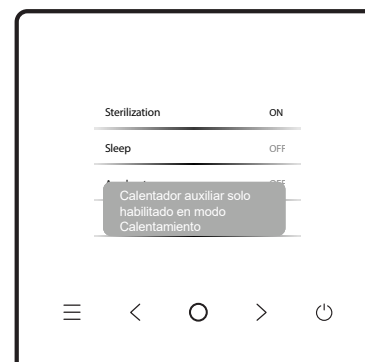 Sterilization ON
Sleep OFF
OFF
Calentador auxiliar solo
habilitado en modo
Calentamiento